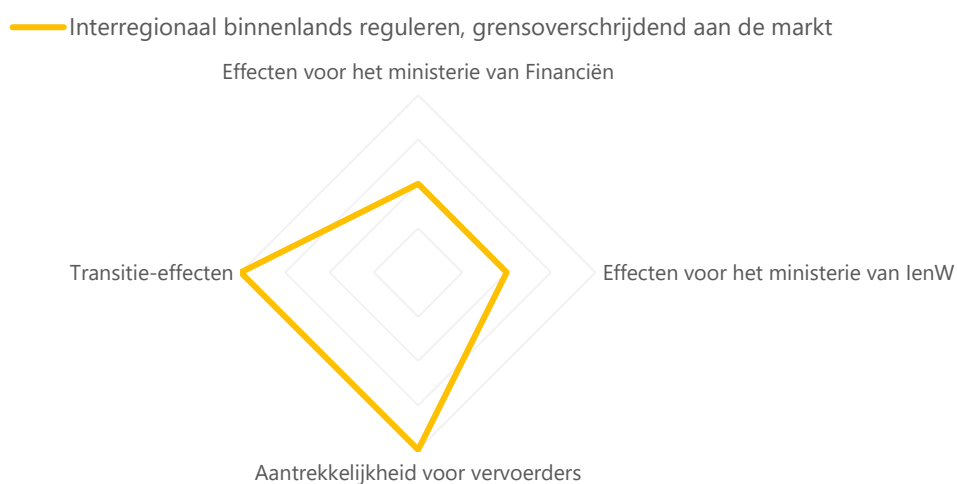 Interregionaal binnenlands reguleren, grensoverschrijdend aan de markt
Effecten voor het ministerie van Financiën
Transitie-effecten
Effecten voor het ministerie van IenW
Aantrekkelijkheid voor vervoerders